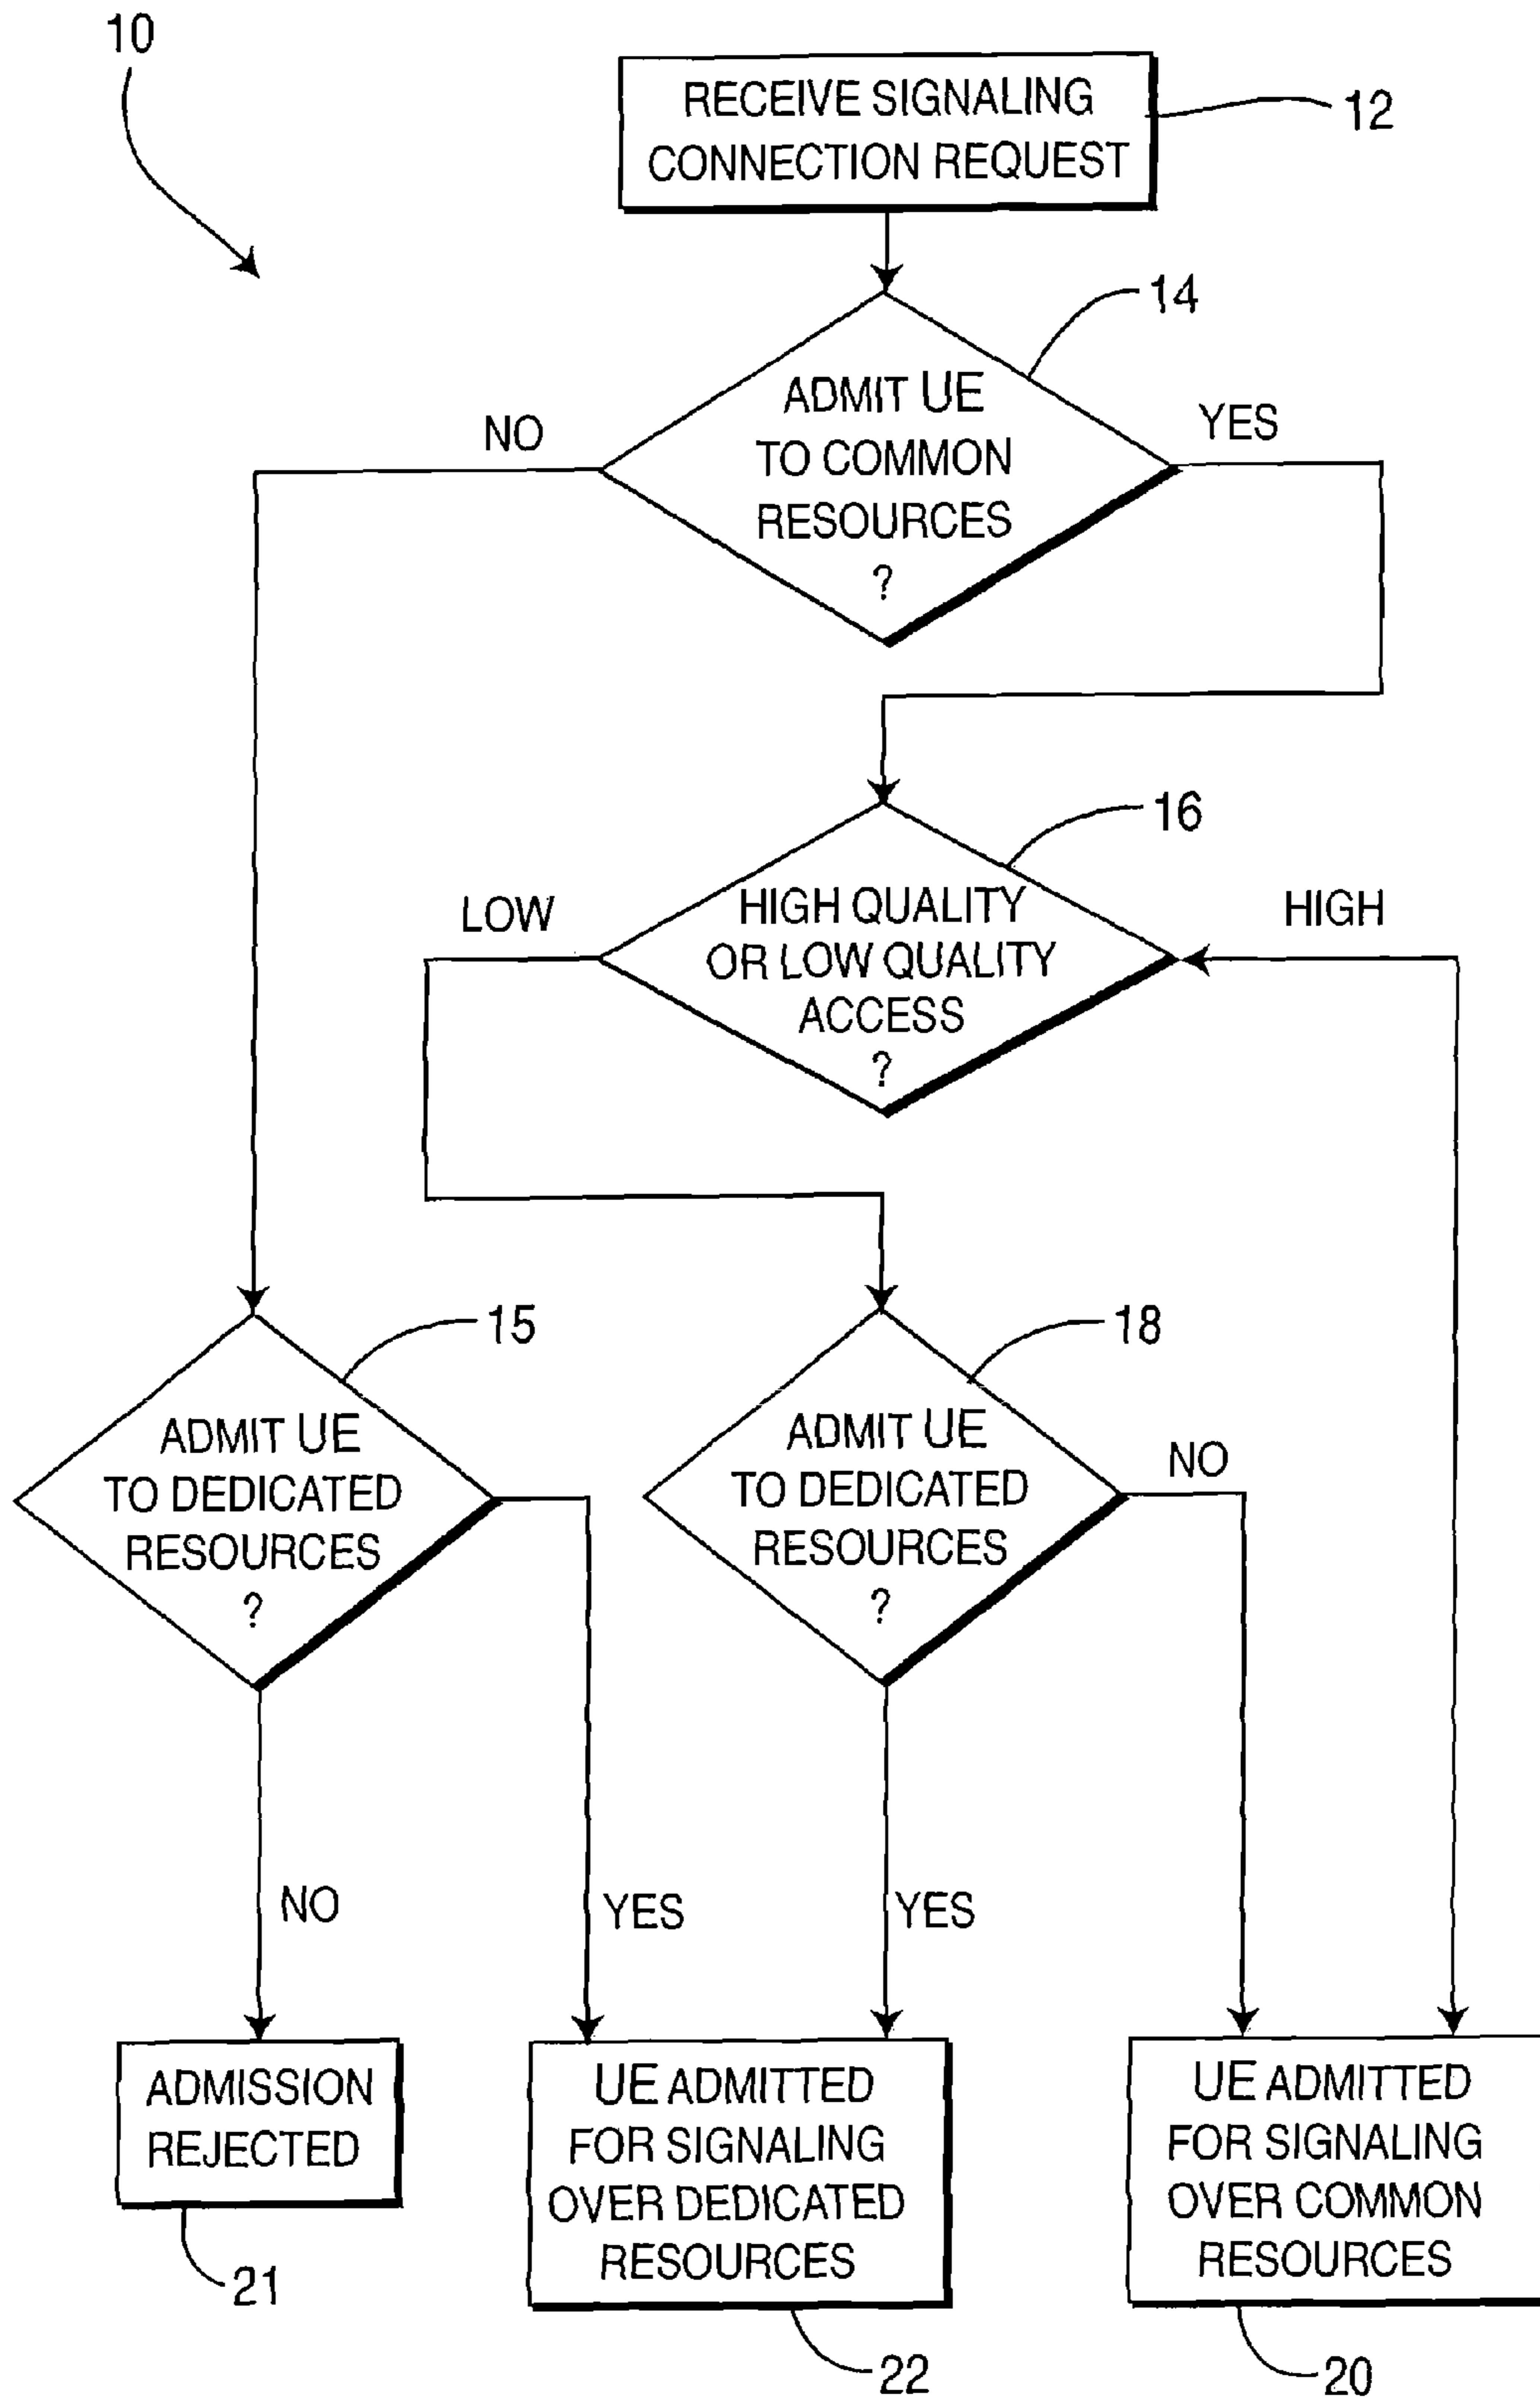 10
RECEIVE SIGNALING
CONNECTION REQUEST
12
14
ADMIT UE
TO COMMON
RESOURCES
?
NO
YES
16
HIGH QUALITY
OR LOW QUALITY
ACCESS
?
LOW
HIGH
15
ADMIT UE
TO DEDICATED
RESOURCES
?
18
ADMIT UE
TO DEDICATED
RESOURCES
?
NO
NO
YES
YES
ADMISSION
REJECTED
21
UE ADMITTED
FOR SIGNALING
OVER DEDICATED
RESOURCES
22
UE ADMITTED
FOR SIGNALING
OVER COMMON
RESOURCES
20